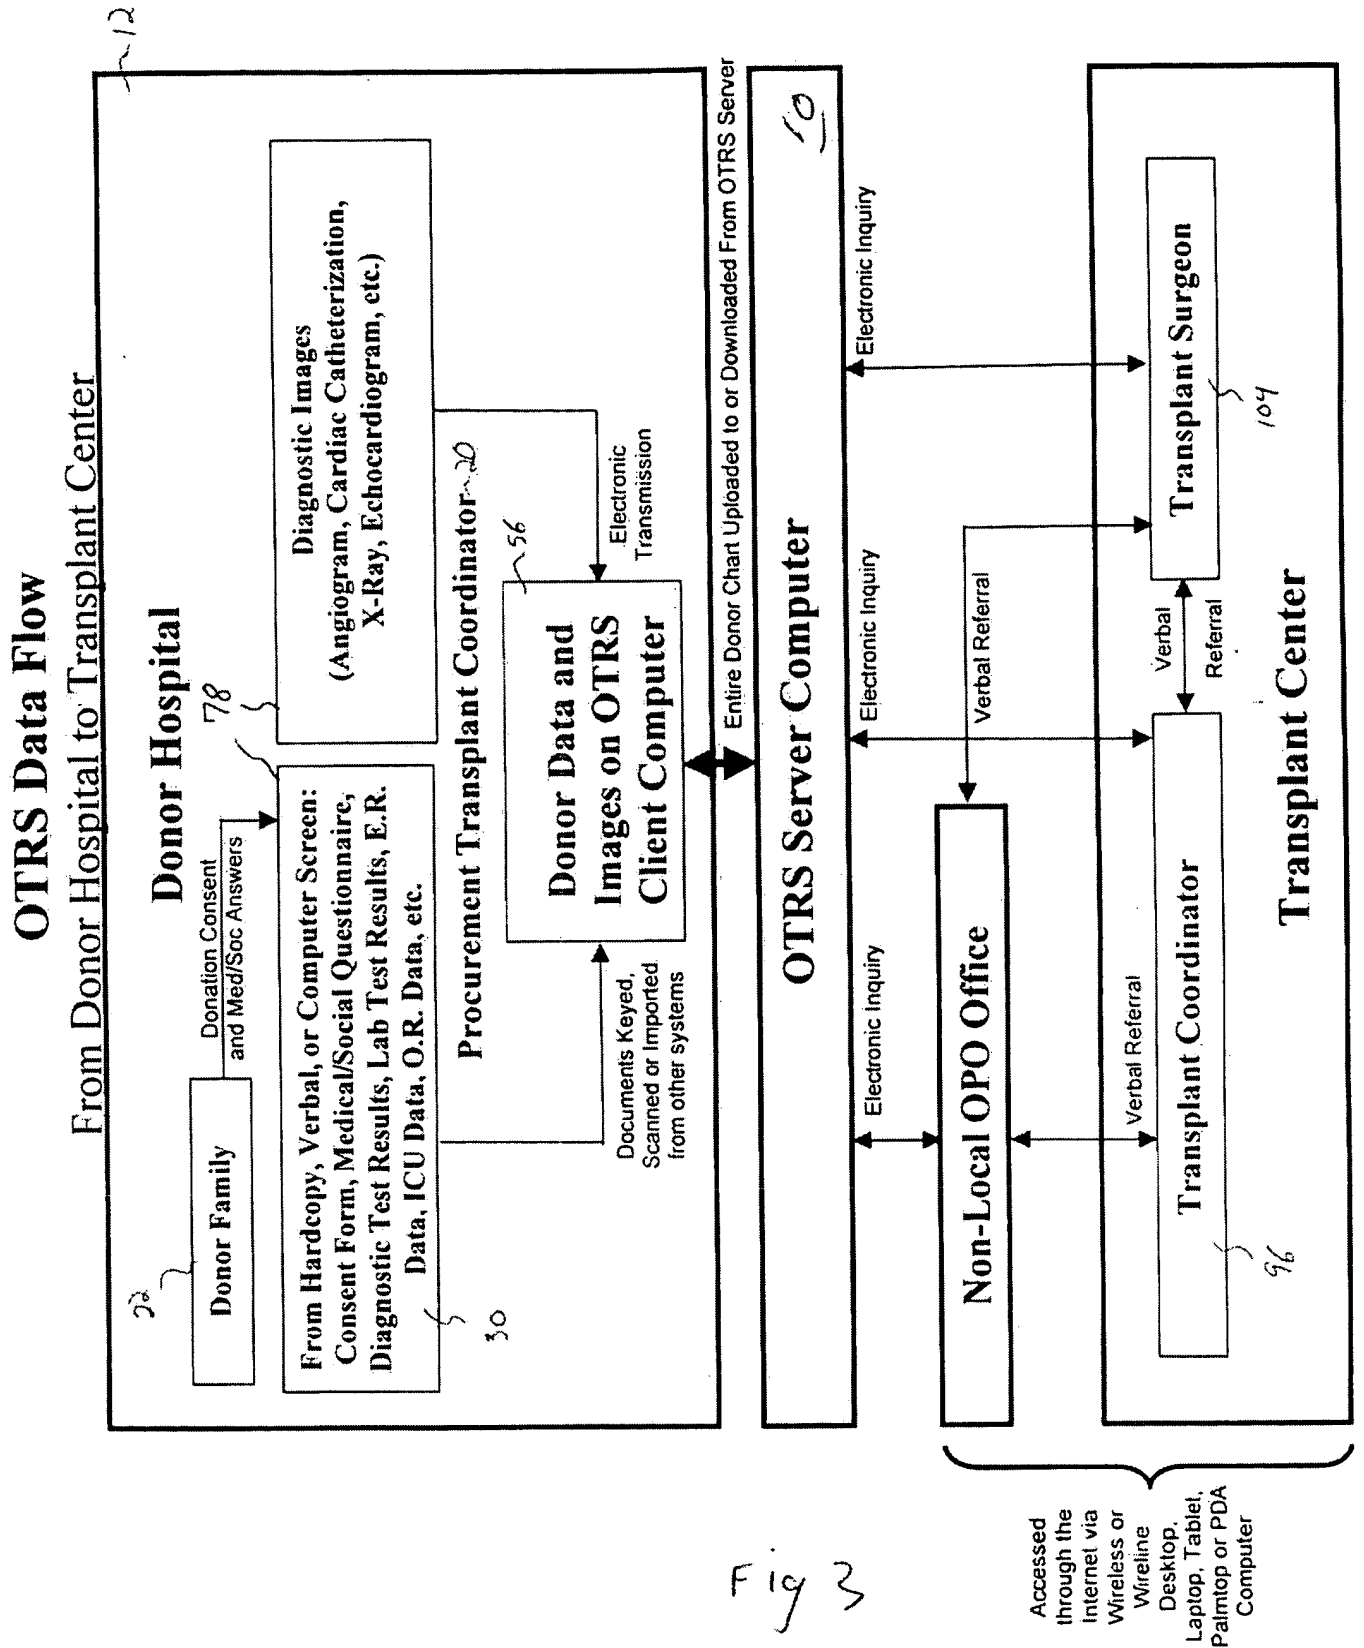 OTRS Data Flow
From Donor Hospital to Transplant Center
12
Donor Hospital
22
Donor Family
Donation Consent
and Med/Soc Answers
78
From Hardcopy, Verbal, or Computer Screen:
Consent Form, Medical/Social Questionnaire,
Diagnostic Test Results, Lab Test Results, E.R.
Data, ICU Data, O.R. Data, etc.
30
Diagnostic Images
(Angiogram, Cardiac Catheterization,
X-Ray, Echocardiogram, etc.)
Procurement Transplant Coordinator 20
56
Documents Keyed,
Scanned or Imported
from other systems
Donor Data and
Images on OTRS
Client Computer
Electronic
Transmission
Entire Donor Chart Uploaded to or Downloaded From OTRS Server
OTRS Server Computer
10
Electronic Inquiry
Electronic Inquiry
Electronic Inquiry
Non-Local OPO Office
Verbal Referral
Verbal Referral
Transplant Coordinator
96
Verbal
Referral
Transplant Surgeon
104
Transplant Center
Accessed
through the
Internet via
Wireless or
Wireline
Desktop,
Laptop, Tablet,
Palmtop or PDA
Computer
Fig 3